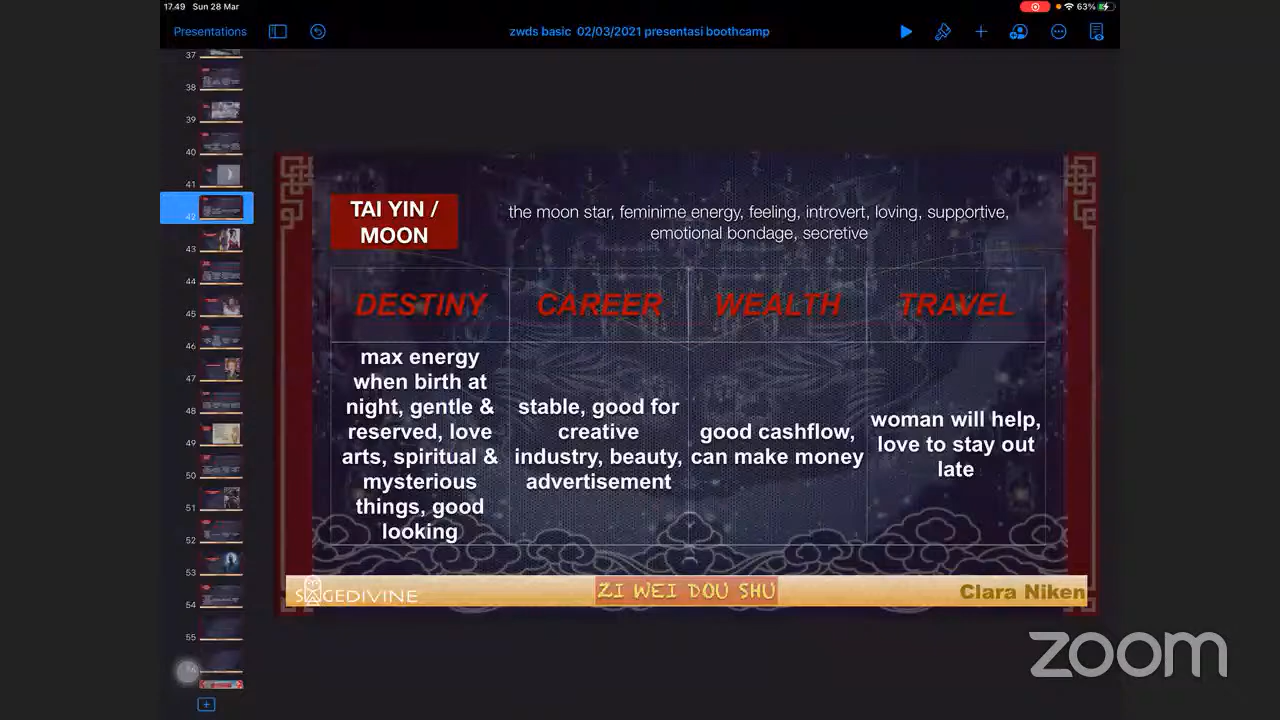 17.49 Sun 28 Mar
63%
Presentations
zwds basic 02/03/2021 presentasi boothcamp
37
38
39
40
41
42
43
44
45
46
47
48
49
50
51
52
53
54
55
TAI YIN /
MOON
the moon star, feminime energy, feeling, introvert, loving, supportive,
emotional bondage, secretive
DESTINY CAREER WEALTH TRAVEL
max energy
when birth at
night, gentle &
reserved, love
arts, spiritual &
mysterious
things, good
looking
stable, good for
creative
industry, beauty,
advertisement
good cashflow,
can make money
woman will help,
love to stay out
late
SAGEDIVINE
ZI WEI DOU SHU
Clara Niken
zoom